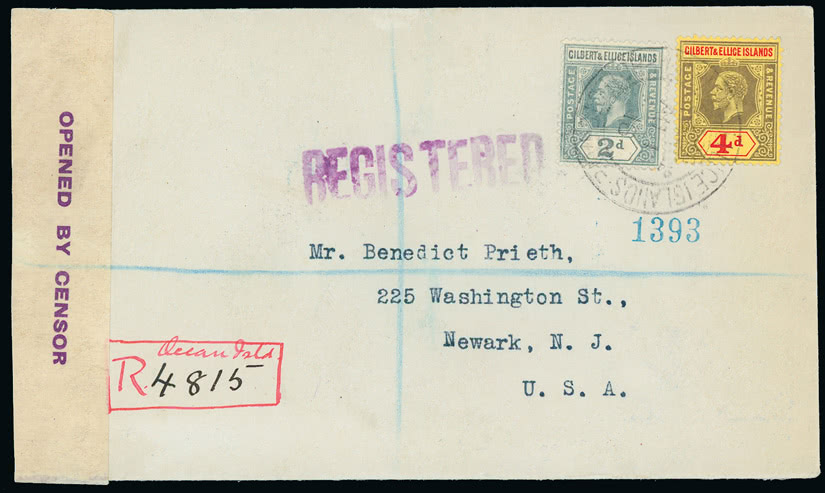 OPENED BY CENSOR
GILBERT & ELLICE ISLANDS
POSTAGE
& REVENUE
2d
GILBERT & ELLICE ISLANDS
POSTAGE
& REVENUE
4d
ISLANDS
REGISTERED
1393
Mr. Benedict Prieth,
225 Washington St.,
Newark, N. J.
U. S. A.
Ocean Isld.
R. 4815